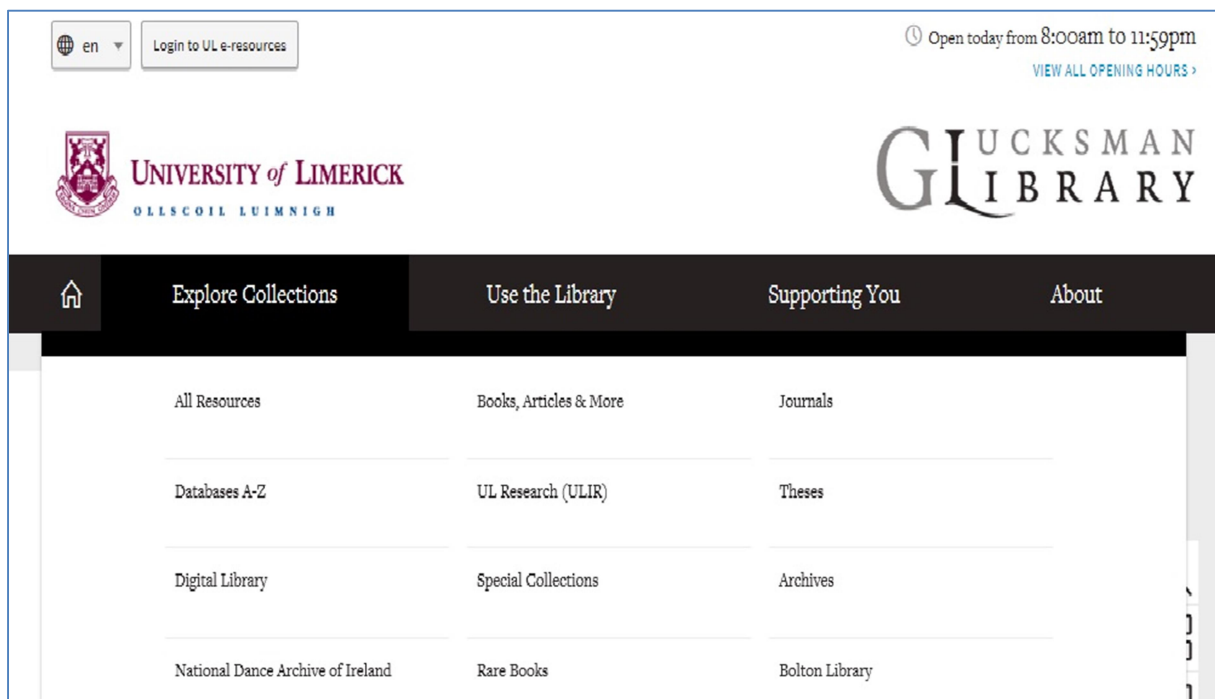 en
Login to UL e-resources
Open today from 8:00am to 11:59pm
VIEW ALL OPENING HOURS >
UNIVERSITY of LIMERICK
OLLSCOIL LUIMNIGH
GLUCKSMAN
LIBRARY
Explore Collections
Use the Library
Supporting You
About
All Resources
Books, Articles & More
Journals
Databases A-Z
UL Research (ULIR)
Theses
Digital Library
Special Collections
Archives
National Dance Archive of Ireland
Rare Books
Bolton Library